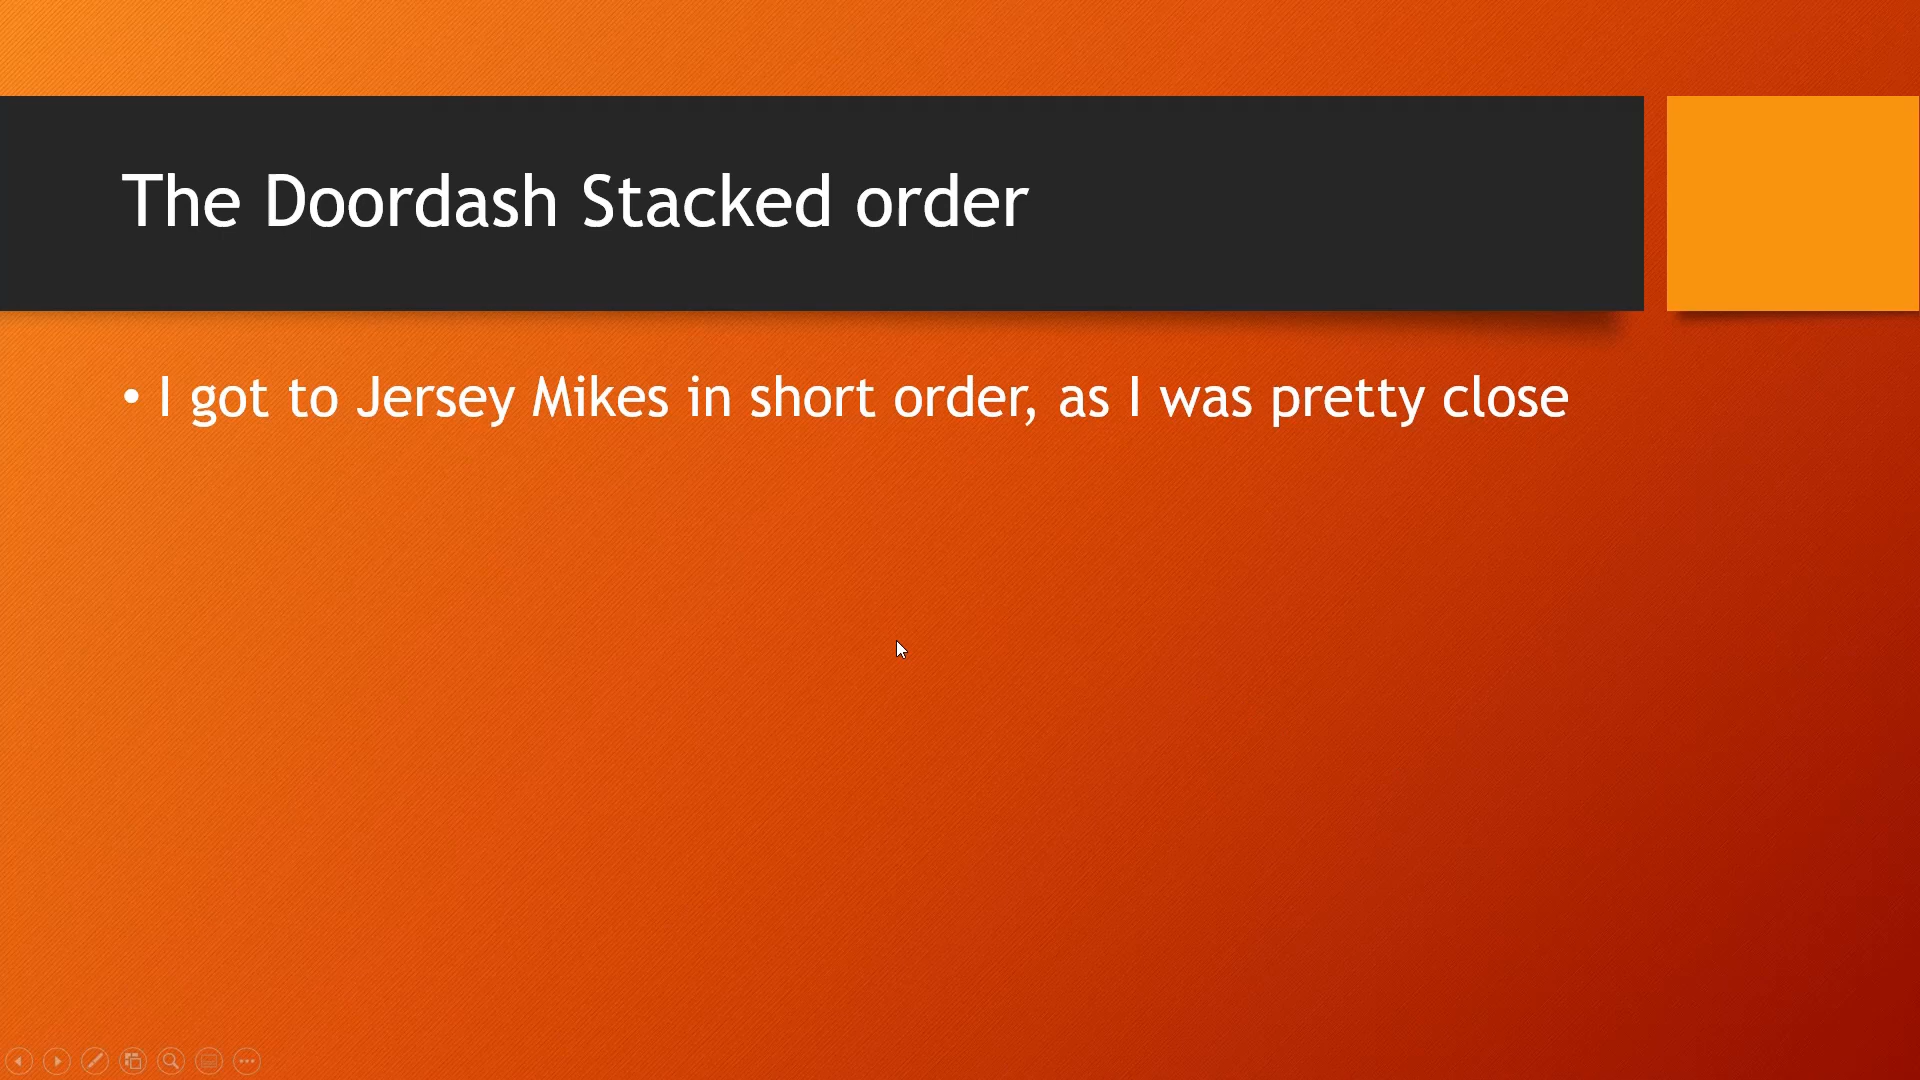 The Doordash Stacked order
• I got to Jersey Mikes in short order, as I was pretty close